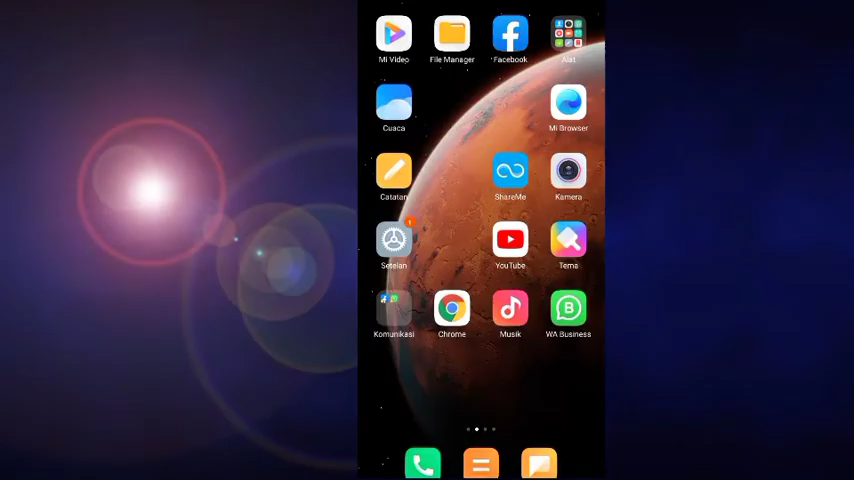 Mi Video File Manager Facebook Alat
Cuaca Mi Browser
Catatan ShareMe Kamera
1
Setelan YouTube Tema
Komunikasi Chrome Musik WA Business